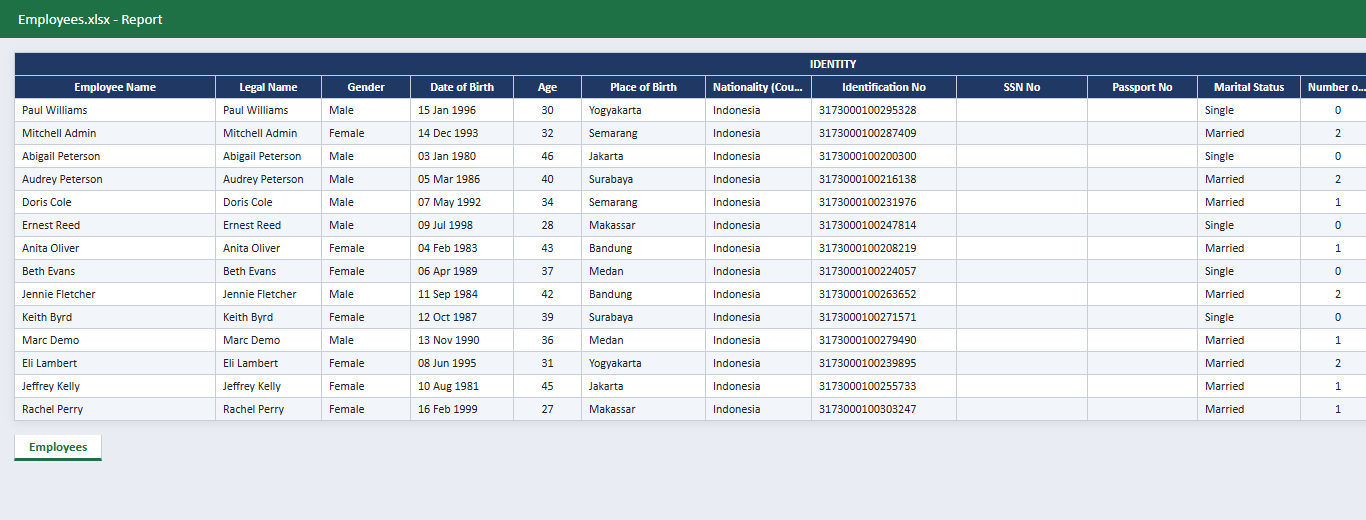 Employees.xlsx - Report
IDENTITY
Employee Name Legal Name Gender Date of Birth Age Place of Birth Nationality (Cou... Identification No SSN No Passport No Marital Status Number o...
Paul Williams Paul Williams Male 15 Jan 1996 30 Yogyakarta Indonesia 3173000100295328 Single 0
Mitchell Admin Mitchell Admin Female 14 Dec 1993 32 Semarang Indonesia 3173000100287409 Married 2
Abigail Peterson Abigail Peterson Male 03 Jan 1980 46 Jakarta Indonesia 3173000100200300 Single 0
Audrey Peterson Audrey Peterson Male 05 Mar 1986 40 Surabaya Indonesia 3173000100216138 Married 2
Doris Cole Doris Cole Male 07 May 1992 34 Semarang Indonesia 3173000100231976 Married 1
Ernest Reed Ernest Reed Male 09 Jul 1998 28 Makassar Indonesia 3173000100247814 Single 0
Anita Oliver Anita Oliver Female 04 Feb 1983 43 Bandung Indonesia 3173000100208219 Married 1
Beth Evans Beth Evans Female 06 Apr 1989 37 Medan Indonesia 3173000100224057 Single 0
Jennie Fletcher Jennie Fletcher Male 11 Sep 1984 42 Bandung Indonesia 3173000100263652 Married 2
Keith Byrd Keith Byrd Female 12 Oct 1987 39 Surabaya Indonesia 3173000100271571 Single 0
Marc Demo Marc Demo Male 13 Nov 1990 36 Medan Indonesia 3173000100279490 Married 1
Eli Lambert Eli Lambert Female 08 Jun 1995 31 Yogyakarta Indonesia 3173000100239895 Married 2
Jeffrey Kelly Jeffrey Kelly Female 10 Aug 1981 45 Jakarta Indonesia 3173000100255733 Married 1
Rachel Perry Rachel Perry Female 16 Feb 1999 27 Makassar Indonesia 3173000100303247 Married 1
Employees